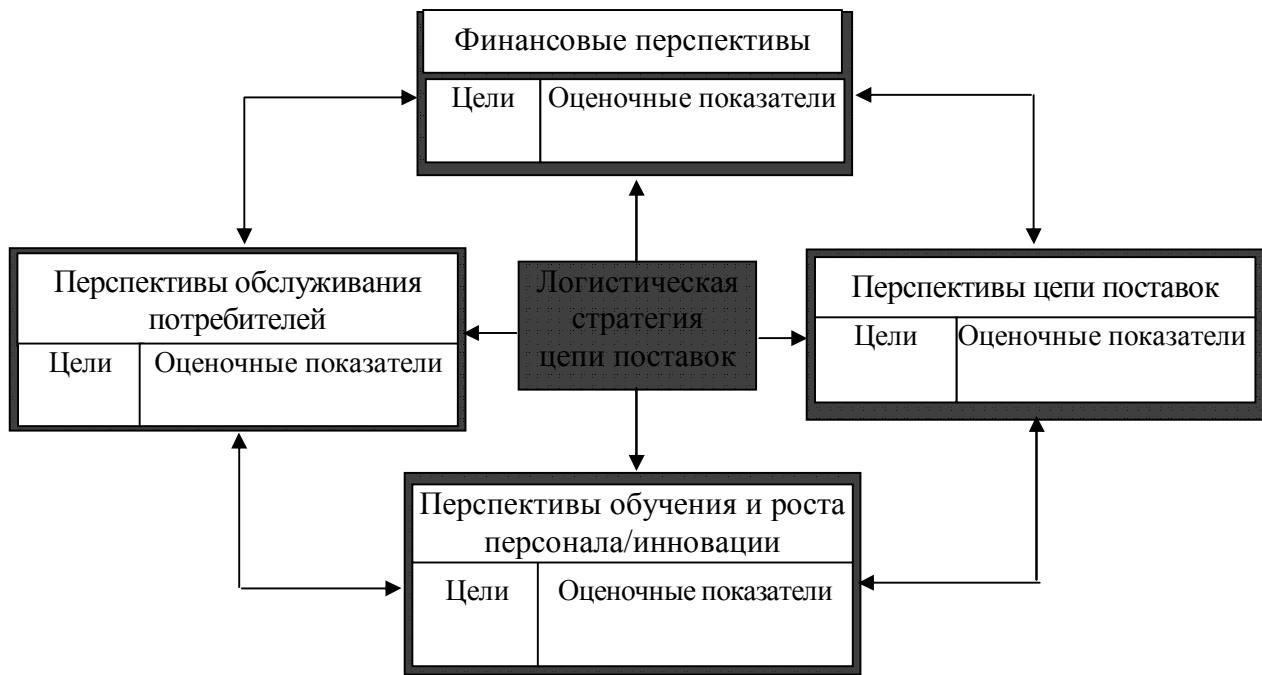 Финансовые перспективы
Цели
Оценочные показатели
Перспективы обслуживания
потребителей
Цели
Оценочные показатели
Логистическая
стратегия
цепи поставок
Перспективы цепи поставок
Цели
Оценочные показатели
Перспективы обучения и роста
персонала/инновации
Цели
Оценочные показатели